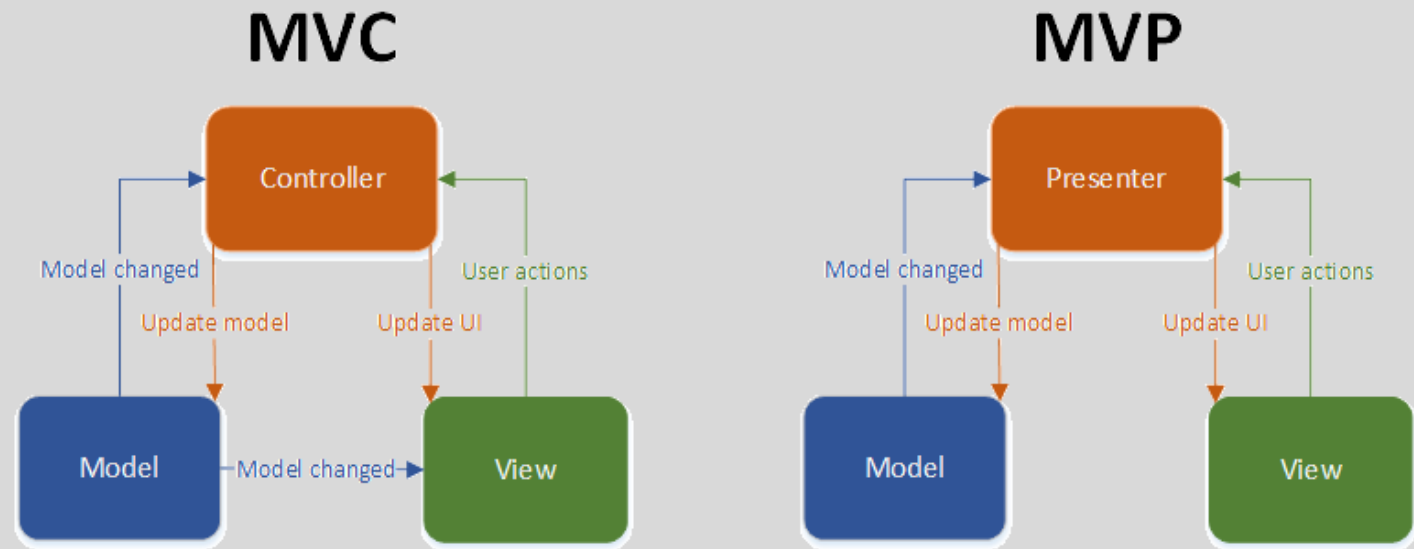 MVC
MVP
Controller
Presenter
Model changed
User actions
Model changed
User actions
Update model
Update UI
Update model
Update UI
Model
Model changed
View
Model
View